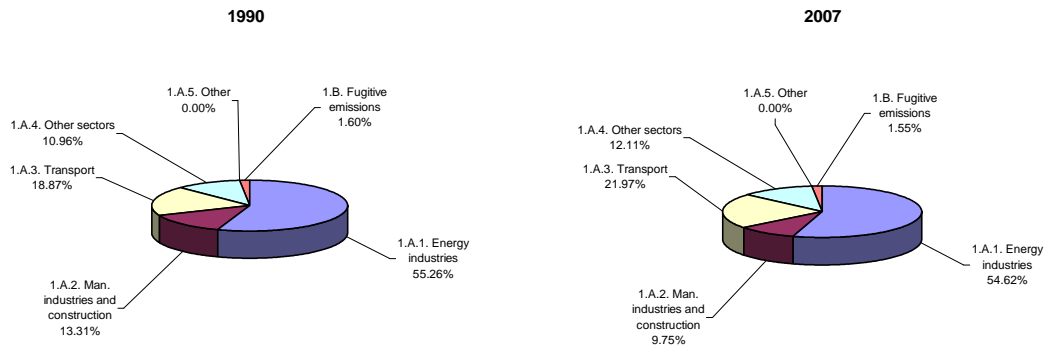 1990
1.A.5. Other
0.00%
1.B. Fugitive
emissions
1.60%
1.A.4. Other sectors
10.96%
1.A.3. Transport
18.87%
1.A.1. Energy
industries
55.26%
1.A.2. Man.
industries and
construction
13.31%
2007
1.A.5. Other
0.00%
1.B. Fugitive
emissions
1.55%
1.A.4. Other sectors
12.11%
1.A.3. Transport
21.97%
1.A.1. Energy
industries
54.62%
1.A.2. Man.
industries and
construction
9.75%